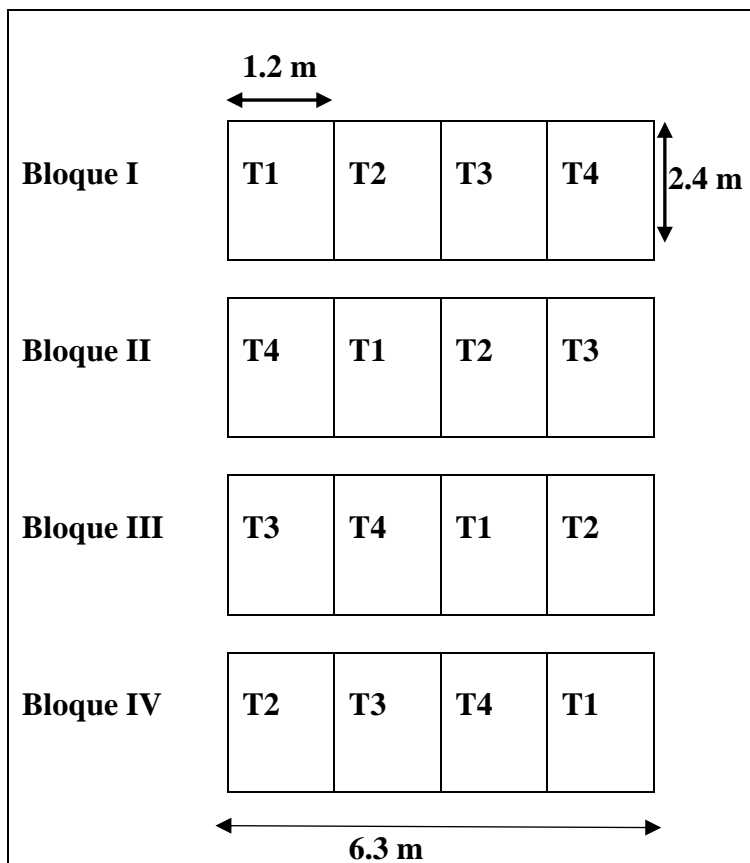 1.2 m
Bloque I T1 T2 T3 T4 2.4 m
Bloque II T4 T1 T2 T3
Bloque III T3 T4 T1 T2
Bloque IV T2 T3 T4 T1
6.3 m